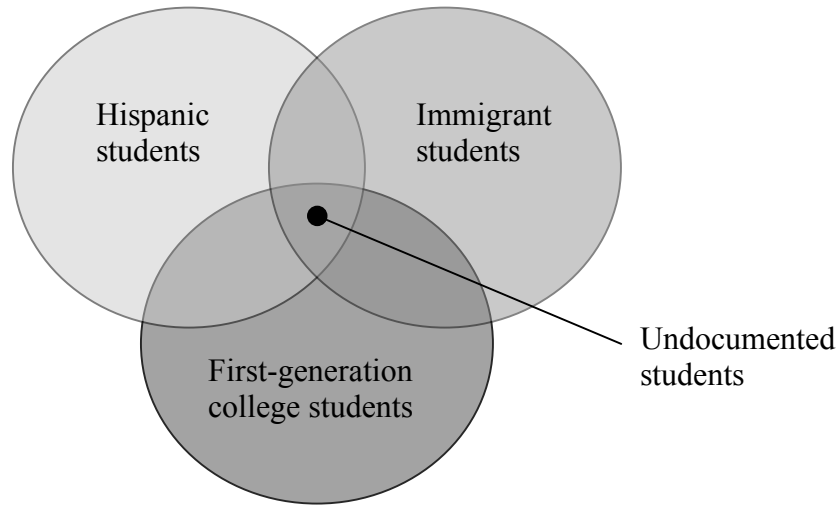 Hispanic
students
Immigrant
students
Undocumented
students
First-generation
college students